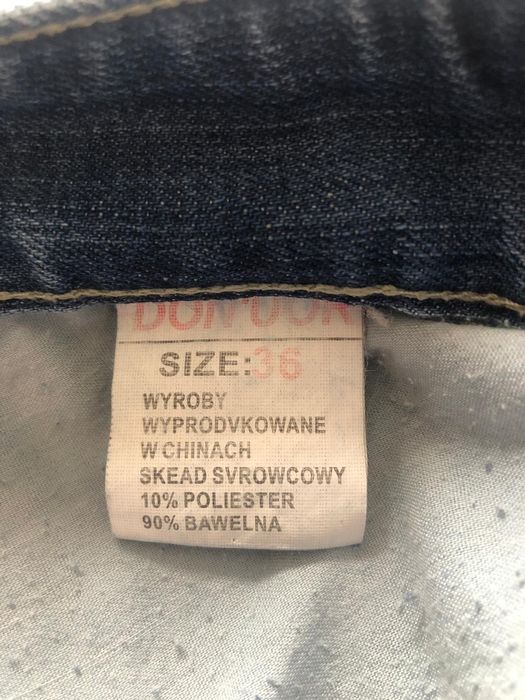 SIZE:36
WYROBY
WYPRODVKOWANE
W CHINACH
SKEAD SVROWCOWY
10% POLIESTER
90% BAWELNA